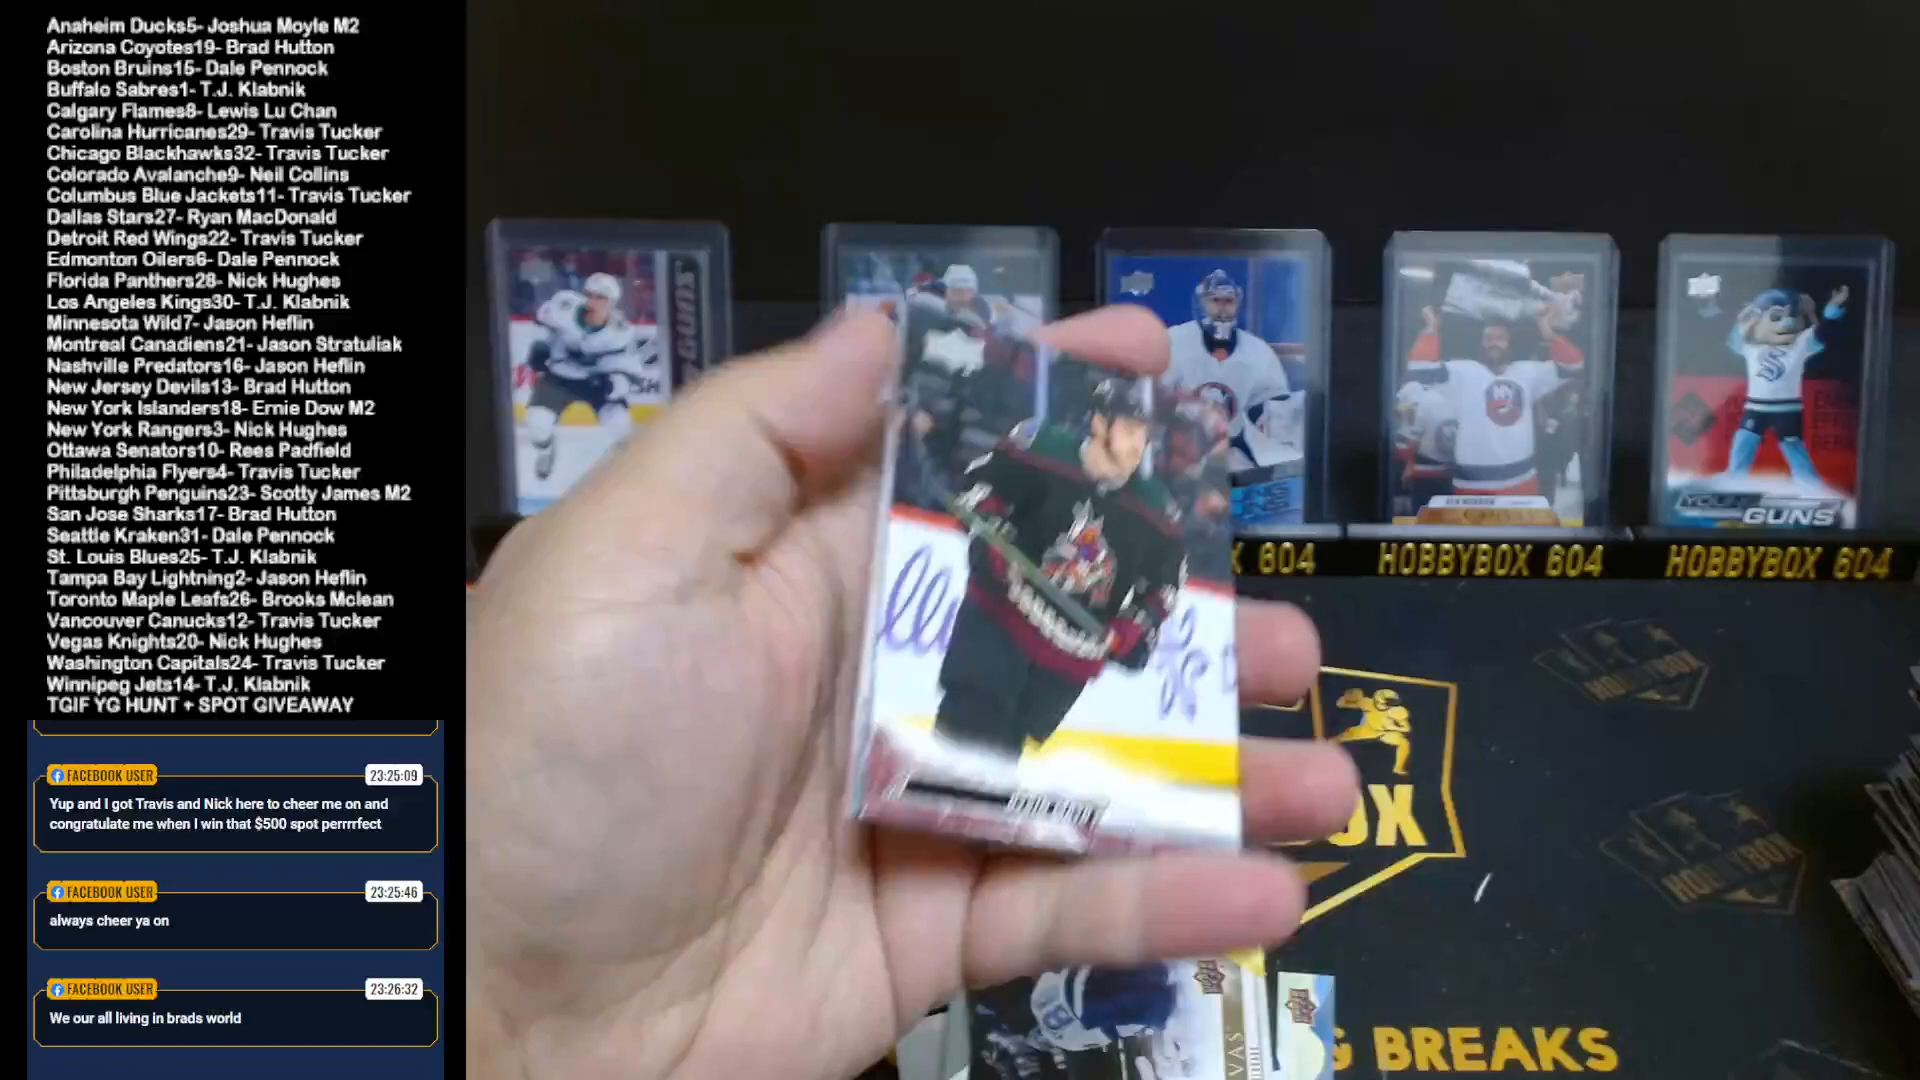 Anaheim Ducks5- Joshua Moyle M2
Arizona Coyotes19- Brad Hutton
Boston Bruins15- Dale Pennock
Buffalo Sabres1- T.J. Klabnik
Calgary Flames8- Lewis Lu Chan
Carolina Hurricanes29- Travis Tucker
Chicago Blackhawks32- Travis Tucker
Colorado Avalanche9- Neil Collins
Columbus Blue Jackets11- Travis Tucker
Dallas Stars27- Ryan MacDonald
Detroit Red Wings22- Travis Tucker
Edmonton Oilers6- Dale Pennock
Florida Panthers28- Nick Hughes
Los Angeles Kings30- T.J. Klabnik
Minnesota Wild7- Jason Heflin
Montreal Canadiens21- Jason Stratuliak
Nashville Predators16- Jason Heflin
New Jersey Devils13- Brad Hutton
New York Islanders18- Ernie Dow M2
New York Rangers3- Nick Hughes
Ottawa Senators10- Rees Padfield
Philadelphia Flyers4- Travis Tucker
Pittsburgh Penguins23- Scotty James M2
San Jose Sharks17- Brad Hutton
Seattle Kraken31- Dale Pennock
St. Louis Blues25- T.J. Klabnik
Tampa Bay Lightning2- Jason Heflin
Toronto Maple Leafs26- Brooks Mclean
Vancouver Canucks12- Travis Tucker
Vegas Knights20- Nick Hughes
Washington Capitals24- Travis Tucker
Winnipeg Jets14- T.J. Klabnik
TGIF YG HUNT + SPOT GIVEAWAY
FACEBOOK USER 23:25:09
Yup and I got Travis and Nick here to cheer me on and
congratulate me when I win that $500 spot perrrrfect
FACEBOOK USER 23:25:46
always cheer ya on
FACEBOOK USER 23:26:32
We our all living in brads world
GUNS
YOUNG
GUNS
604
HOBBYBOX 604
HOBBYBOX 604
HOBBYBOX
OX
HOBBYBOX
BREAKS